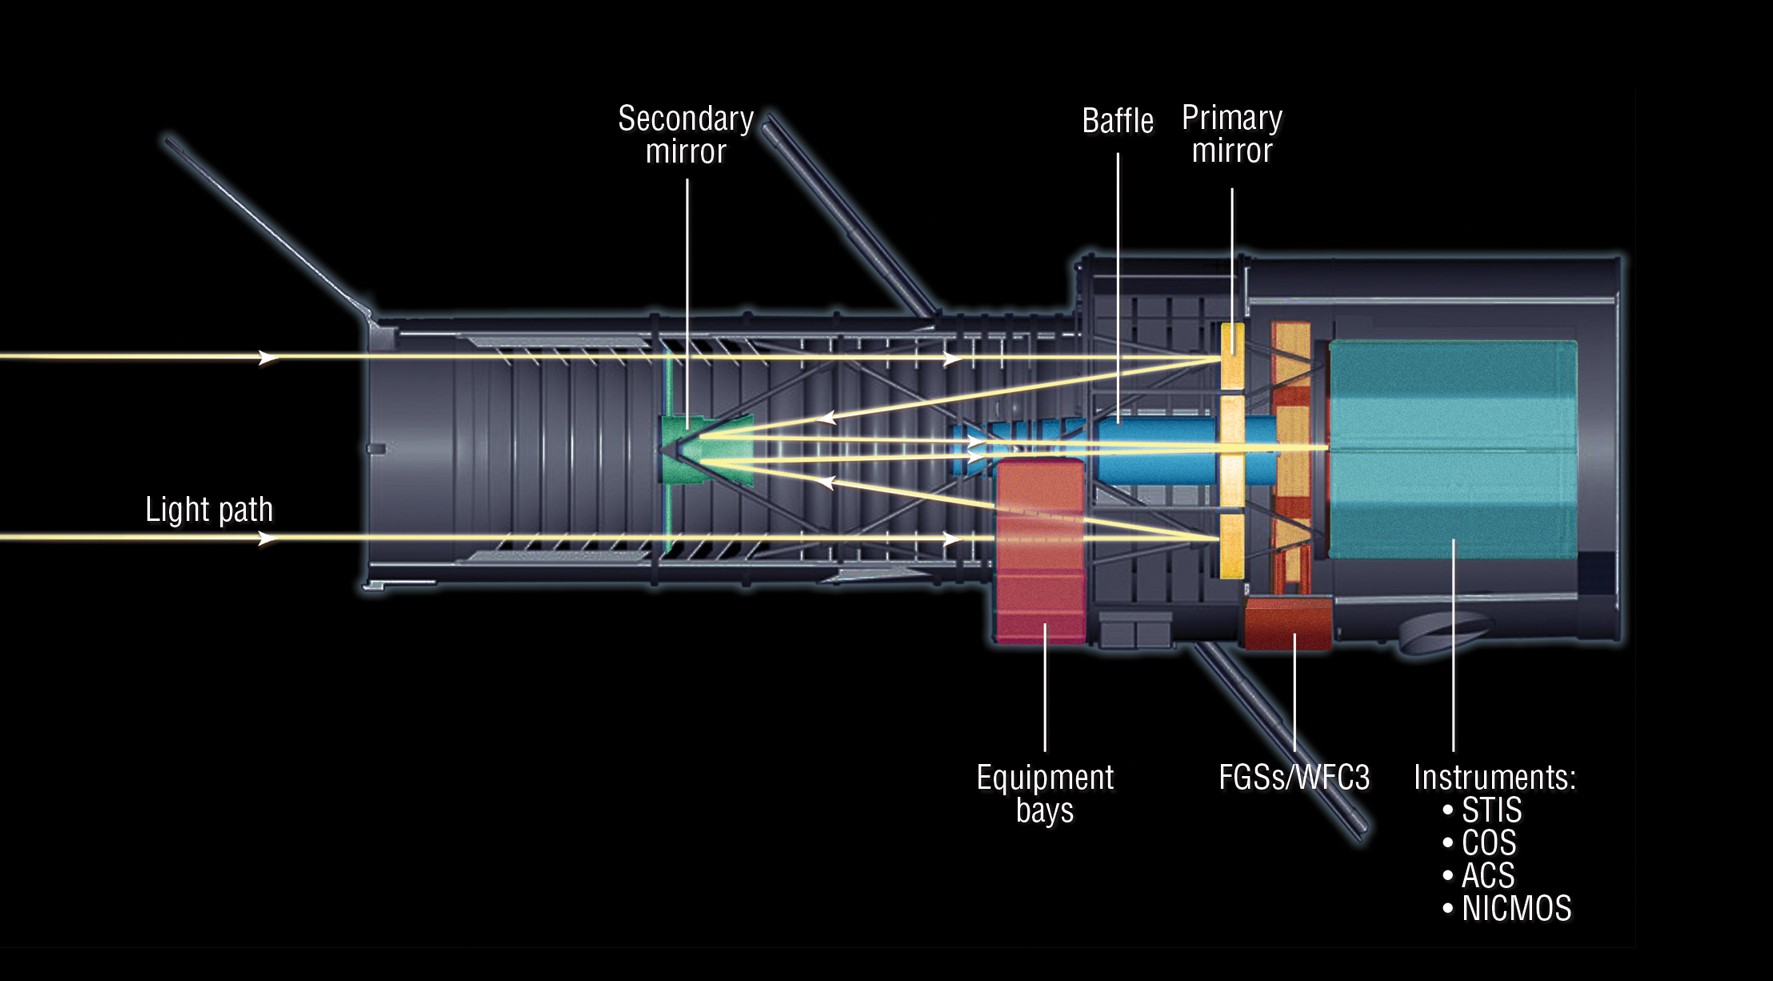 Secondary
mirror
Baffle
Primary
mirror
Light path
Equipment
bays
FGSs/WFC3
Instruments:
• STIS
• COS
• ACS
• NICMOS